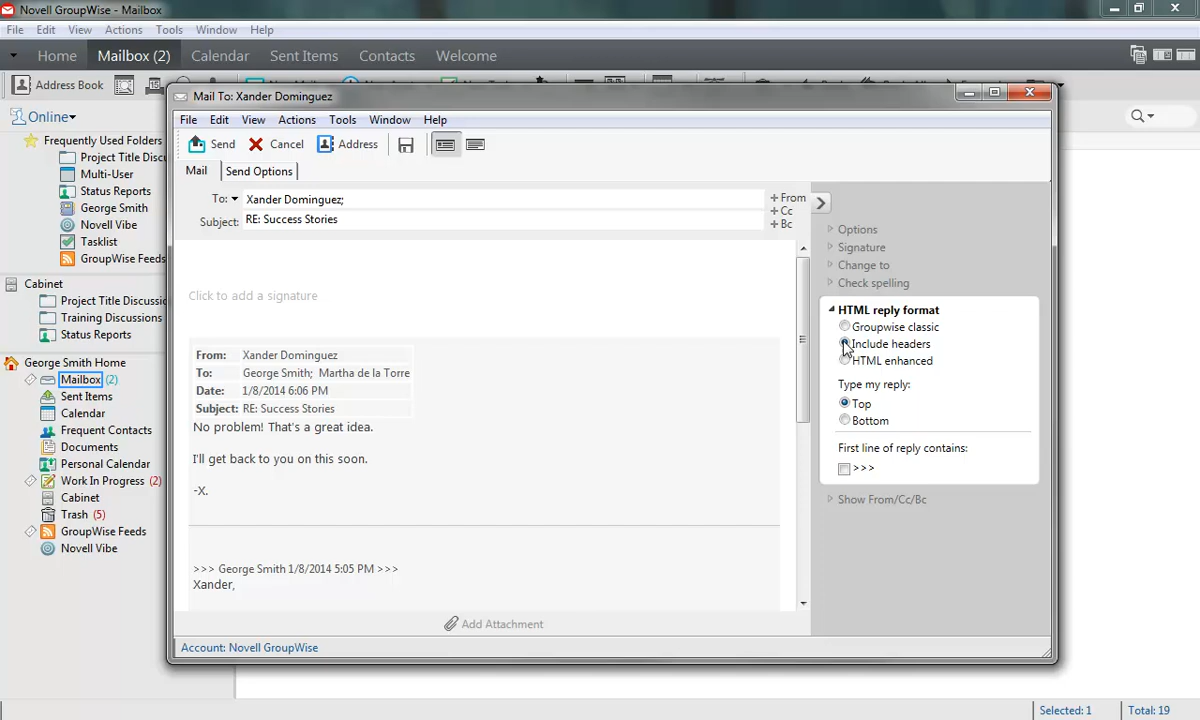 Novell GroupWise - Mailbox
File Edit View Actions Tools Window Help
Home Mailbox (2) Calendar Sent Items Contacts Welcome
Address Book
Online
Frequently Used Folders
Project Title Discu
Multi-User
Status Reports
George Smith
Novell Vibe
Tasklist
GroupWise Feeds
Cabinet
Project Title Discussio
Training Discussions
Status Reports
George Smith Home
Mailbox (2)
Sent Items
Calendar
Frequent Contacts
Documents
Personal Calendar
Work In Progress (2)
Cabinet
Trash (5)
GroupWise Feeds
Novell Vibe
Mail To: Xander Dominguez
File Edit View Actions Tools Window Help
Send Cancel Address
Mail Send Options
To: Xander Dominguez;
Subject: RE: Success Stories
+ From
+ Cc
+ Bc
Click to add a signature
From: Xander Dominguez
To: George Smith; Martha de la Torre
Date: 1/8/2014 6:06 PM
Subject: RE: Success Stories
No problem! That's a great idea.
I'll get back to you on this soon.
-X.
>>> George Smith 1/8/2014 5:05 PM >>>
Xander,
Add Attachment
Account: Novell GroupWise
Options
Signature
Change to
Check spelling
HTML reply format
Groupwise classic
Include headers
HTML enhanced
Type my reply:
Top
Bottom
First line of reply contains:
>>>
Show From/Cc/Bc
Selected: 1 Total: 19